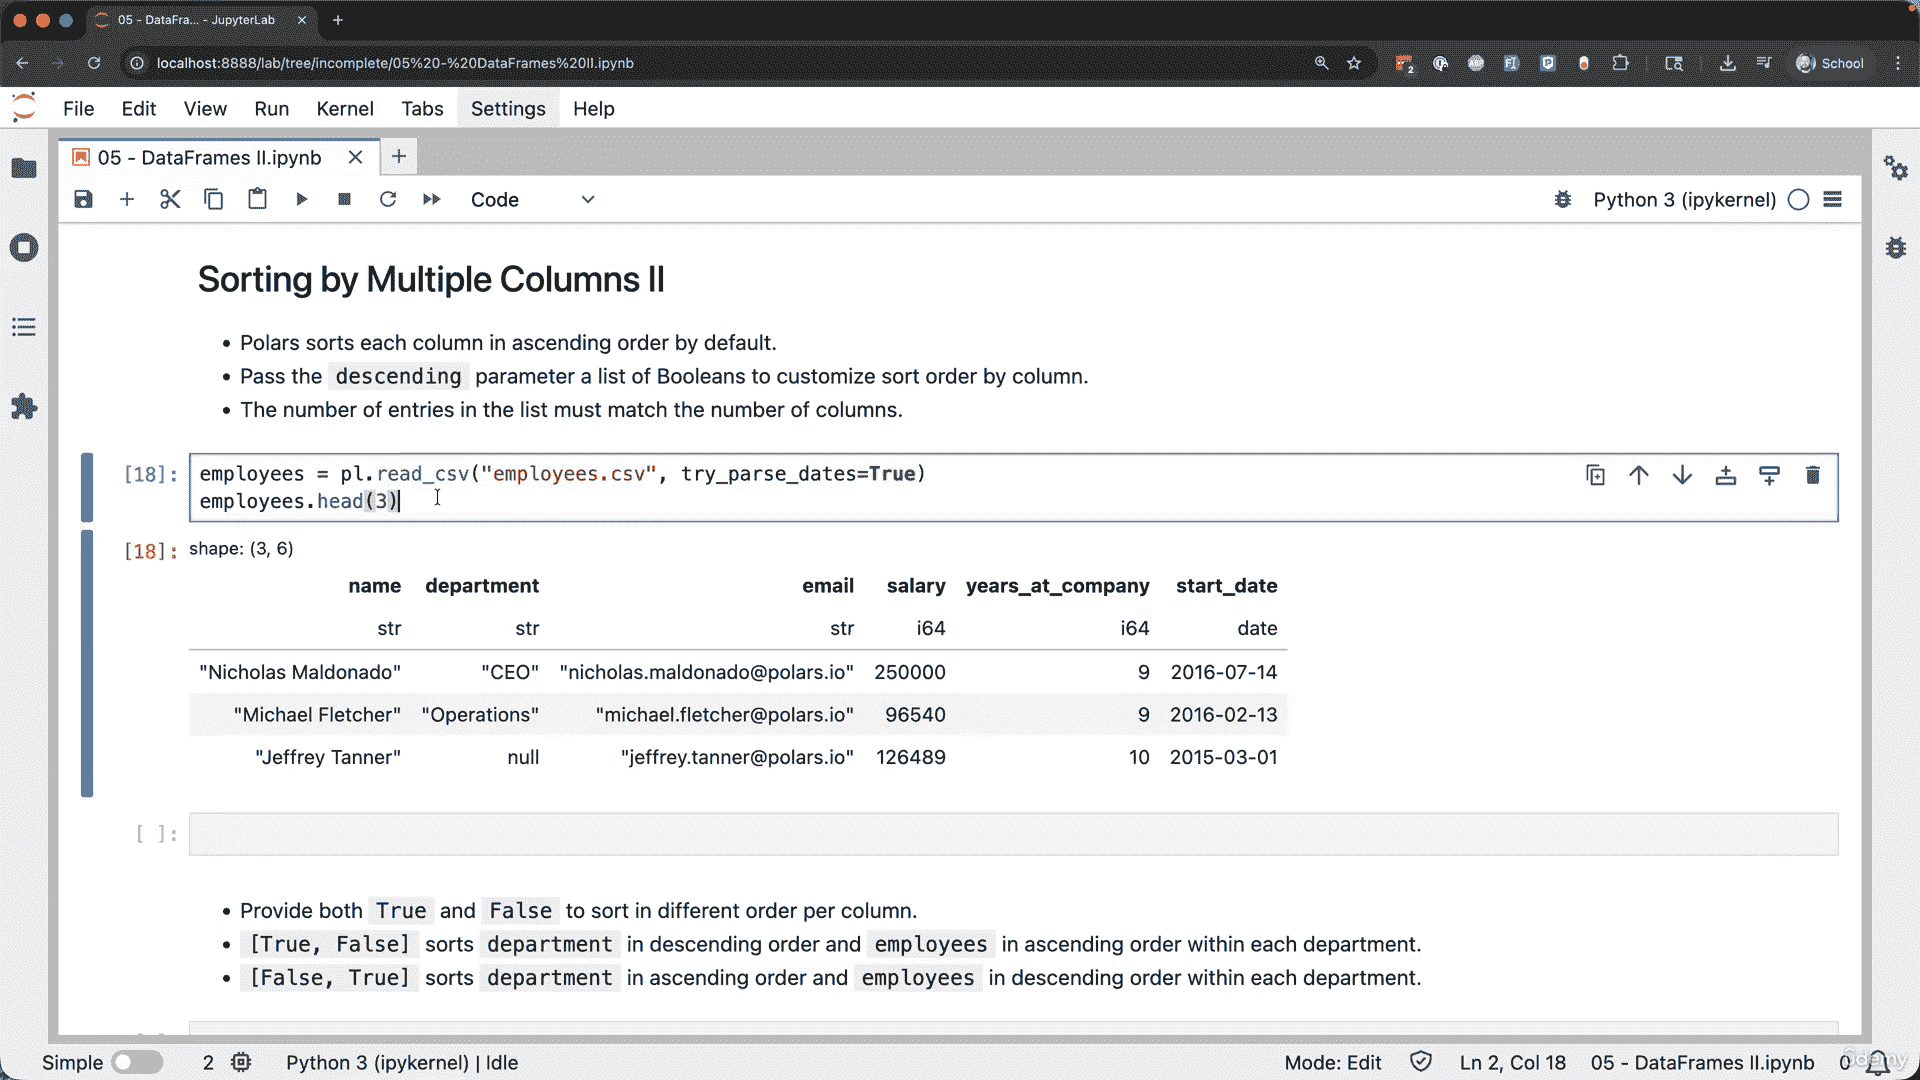 05 - DataFra... - JupyterLab
localhost:8888/lab/tree/incomplete/05%20-%20DataFrames%20II.ipynb
2
ABP
School
File Edit View Run Kernel Tabs Settings Help
05 - DataFrames II.ipynb
Code
Python 3 (ipykernel)
Sorting by Multiple Columns II
• Polars sorts each column in ascending order by default.
• Pass the descending parameter a list of Booleans to customize sort order by column.
• The number of entries in the list must match the number of columns.
[18]: employees = pl.read_csv("employees.csv", try_parse_dates=True)
employees.head(3)
[18]: shape: (3, 6)
name department email salary years_at_company start_date
str str str i64 i64 date
"Nicholas Maldonado" "CEO" "nicholas.maldonado@polars.io" 250000 9 2016-07-14
"Michael Fletcher" "Operations" "michael.fletcher@polars.io" 96540 9 2016-02-13
"Jeffrey Tanner" null "jeffrey.tanner@polars.io" 126489 10 2015-03-01
[ ]:
• Provide both True and False to sort in different order per column.
• [True, False] sorts department in descending order and employees in ascending order within each department.
• [False, True] sorts department in ascending order and employees in descending order within each department.
Simple 2 Python 3 (ipykernel) | Idle Mode: Edit Ln 2, Col 18 05 - DataFrames II.ipynb 0
Udemy